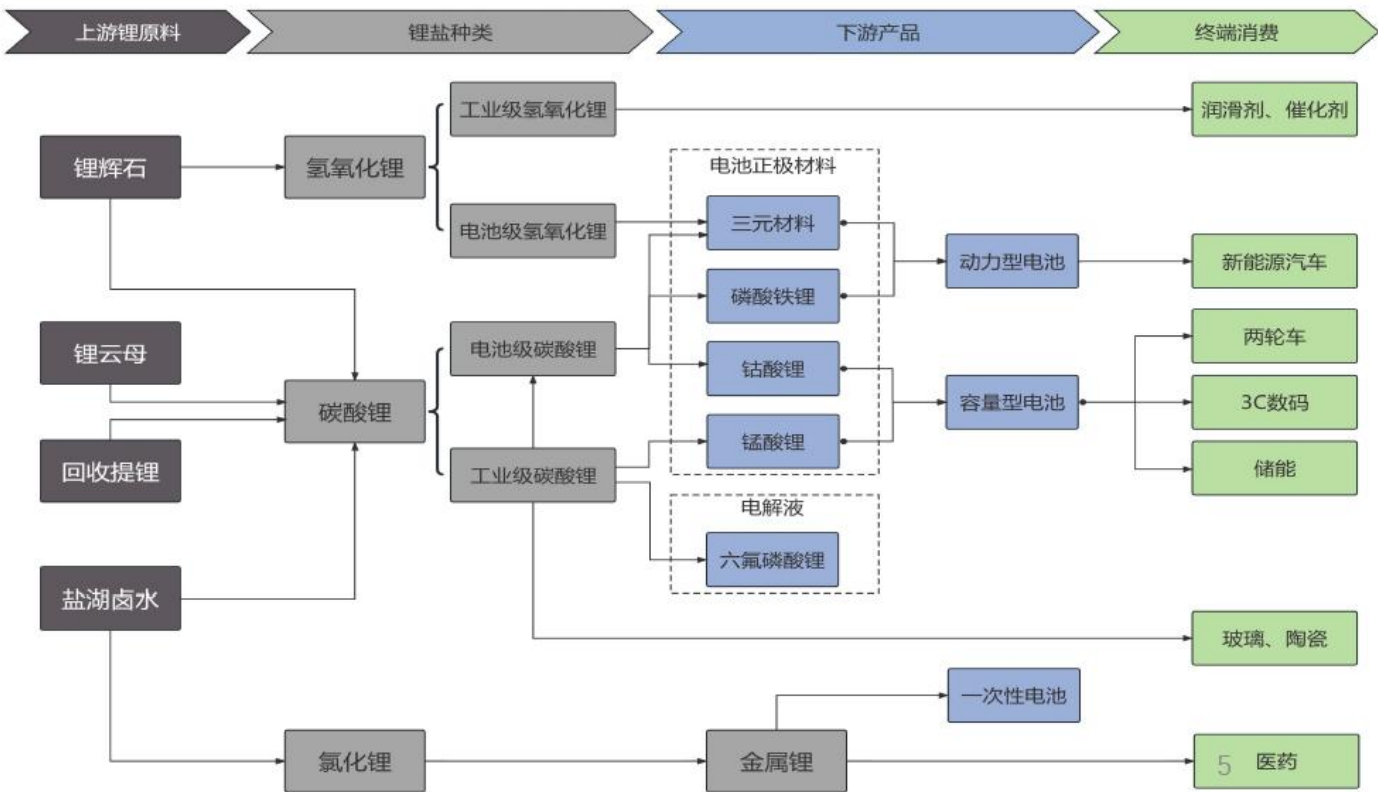 上游锂原料
锂盐种类
下游产品
终端消费
工业级氢氧化锂
润滑剂、催化剂
锂辉石
氢氧化锂
电池正极材料
电池级氢氧化锂
三元材料
动力型电池
新能源汽车
磷酸铁锂
锂云母
电池级碳酸锂
钴酸锂
两轮车
碳酸锂
容量型电池
3C数码
回收提锂
工业级碳酸锂
锰酸锂
储能
电解液
六氟磷酸锂
盐湖卤水
玻璃、陶瓷
一次性电池
氯化锂
金属锂
5 医药